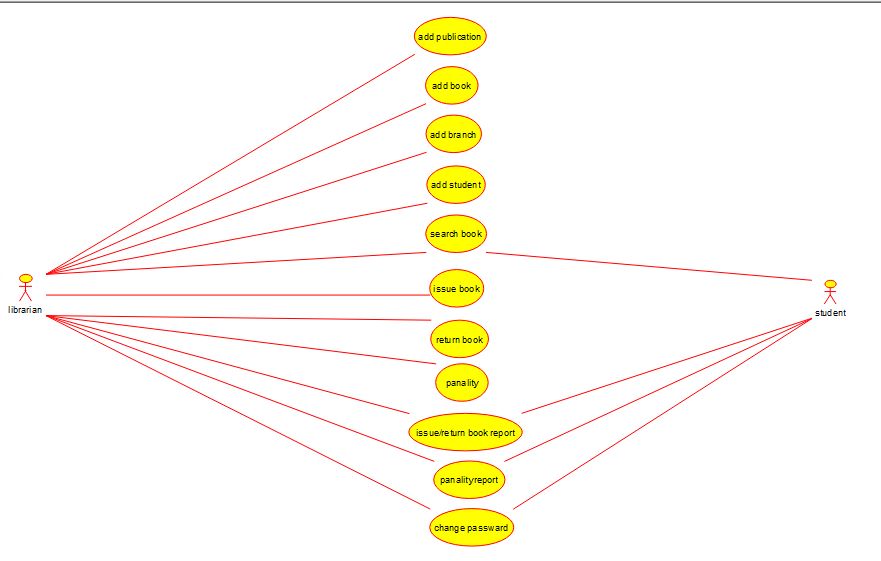 add publication
add book
add branch
add student
search book
issue book
librarian
student
return book
panality
issue/return book report
panalityreport
change passward